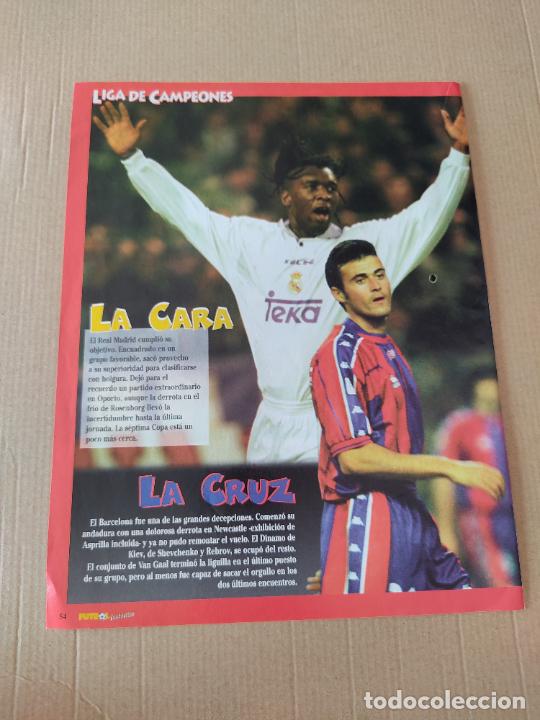 LIGA DE CAMPEONES
Teka
LA CARA
El Real Madrid cumplió su
objetivo. Encuadrado en un
grupo favorable, sacó provecho
a su superioridad para clasificarse
con holgura. Dejó para el
recuerdo un partido extraordinario
en Oporto, aunque la derrota en el
frío de Rosenborg llevó la
incertidumbre hasta la última
jornada. La séptima Copa está un
poco más cerca.
LA CRUZ
El Barcelona fue una de las grandes decepciones. Comenzó su
andadura con una dolorosa derrota en Newcastle -exhibición de
Asprilla incluida- y ya no pudo remontar el vuelo. El Dinamo de
Kiev, de Shevchenko y Rebrov, se ocupó del resto.
El conjunto de Van Gaal terminó la liguilla en el último puesto
de su grupo, pero al menos fue capaz de sacar el orgullo en los
dos últimos encuentros.
54
todocoleccion.net